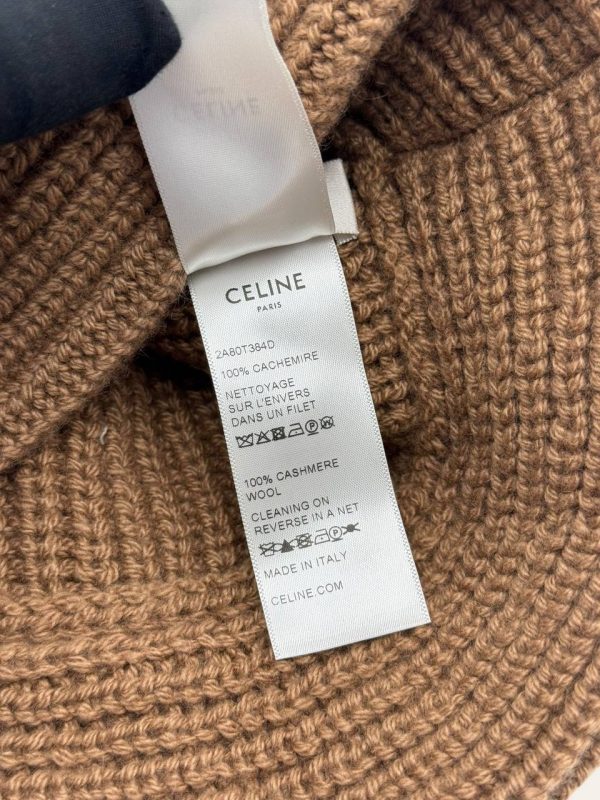 CELINE
CELINE
PARIS
2A80T384D
100% CACHEMIRE
NETTOYAGE
SUR L'ENVERS
DANS UN FILET
100% CASHMERE
WOOL
CLEANING ON
REVERSE IN A NET
MADE IN ITALY
CELINE.COM